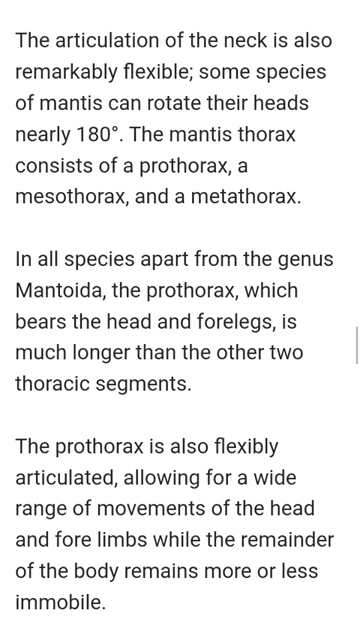 The articulation of the neck is also
remarkably flexible; some species
of mantis can rotate their heads
nearly 180°. The mantis thorax
consists of a prothorax, a
mesothorax, and a metathorax.
In all species apart from the genus
Mantoida, the prothorax, which
bears the head and forelegs, is
much longer than the other two
thoracic segments.
The prothorax is also flexibly
articulated, allowing for a wide
range of movements of the head
and fore limbs while the remainder
of the body remains more or less
immobile.